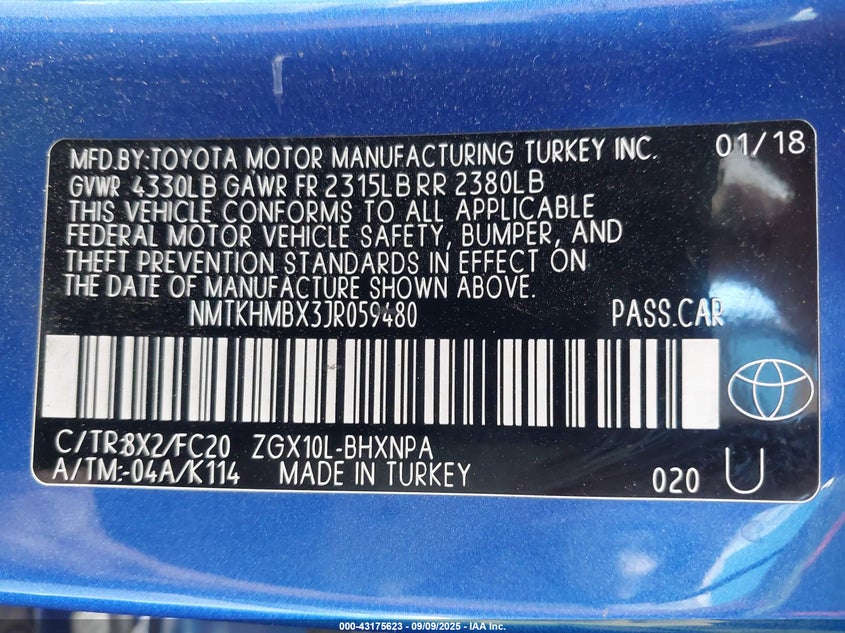 MFD.BY:TOYOTA MOTOR MANUFACTURING TURKEY INC. 01/18
GVWR 4330LB GAWR FR 2315LB RR 2380LB
THIS VEHICLE CONFORMS TO ALL APPLICABLE
FEDERAL MOTOR VEHICLE SAFETY, BUMPER, AND
THEFT PREVENTION STANDARDS IN EFFECT ON
THE DATE OF MANUFACTURE SHOWN ABOVE.
NMTKHMBX3JR059480 PASS.CAR
C/TR:8X2/FC20 ZGX10L-BHXNPA
A/TM:-04A/K114 MADE IN TURKEY 020 U
000-43175623 - 09/09/2025 - IAA Inc.